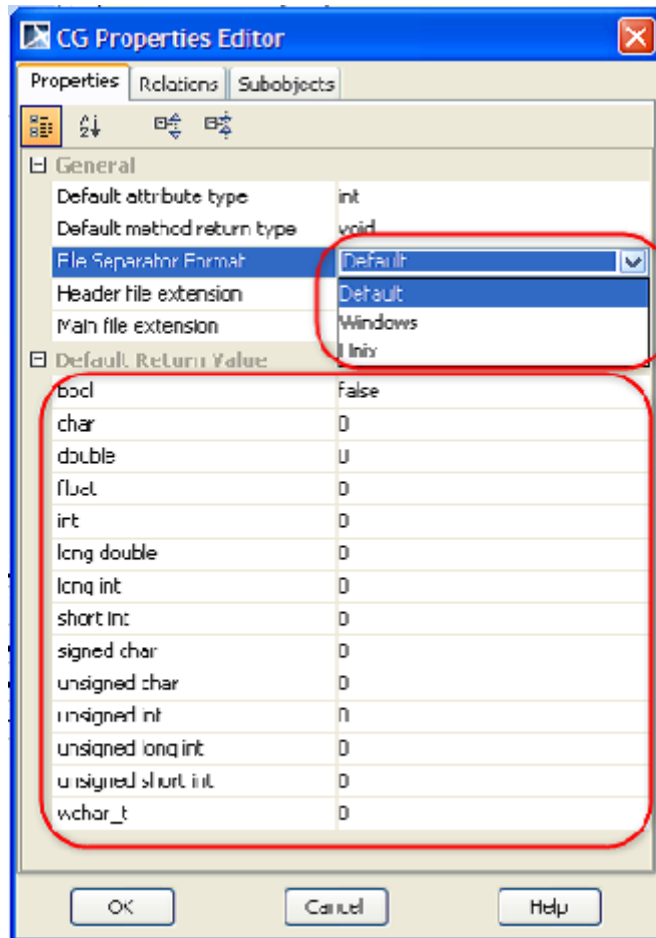 CG Properties Editor
Properties Relations Subobjects
General
Default attribute type int
Default method return type void
File Separator Format Default
Header file extension Default
Main file extension Windows
Unix
Default Return Value
bool false
char 0
double 0
float 0
int 0
long double 0
long int 0
short int 0
signed char 0
unsigned char 0
unsigned int 0
unsigned long int 0
unsigned short int 0
wchar_t 0
OK Cancel Help